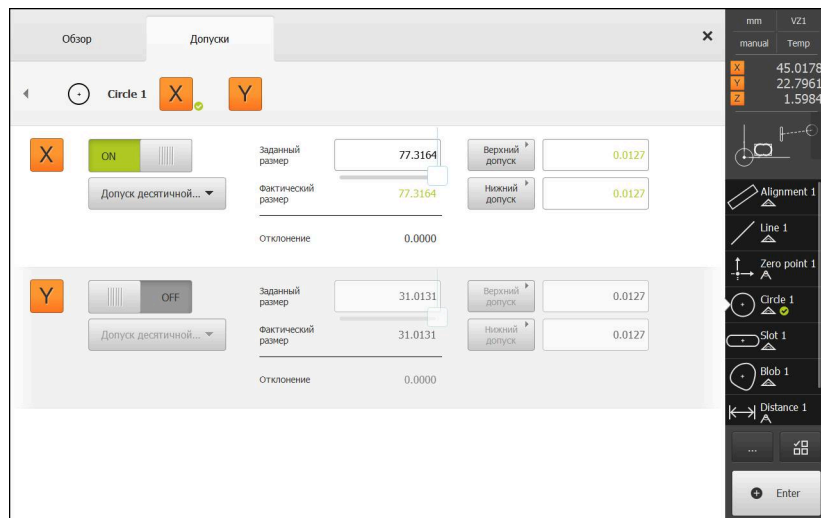 Обзор
Допуски
mm VZ1
manual Temp
X 45.0178
Y 22.7961
Z 1.5984
Circle 1 X Y
X
ON
Допуск десятичной...
Заданный
размер
77.3164
Верхний
допуск
0.0127
Фактический
размер
77.3164
Нижний
допуск
0.0127
Отклонение 0.0000
Y
OFF
Допуск десятичной...
Заданный
размер
31.0131
Верхний
допуск
0.0127
Фактический
размер
31.0131
Нижний
допуск
0.0127
Отклонение 0.0000
Alignment 1
Line 1
Zero point 1
Circle 1
Slot 1
Blob 1
Distance 1
...
Enter